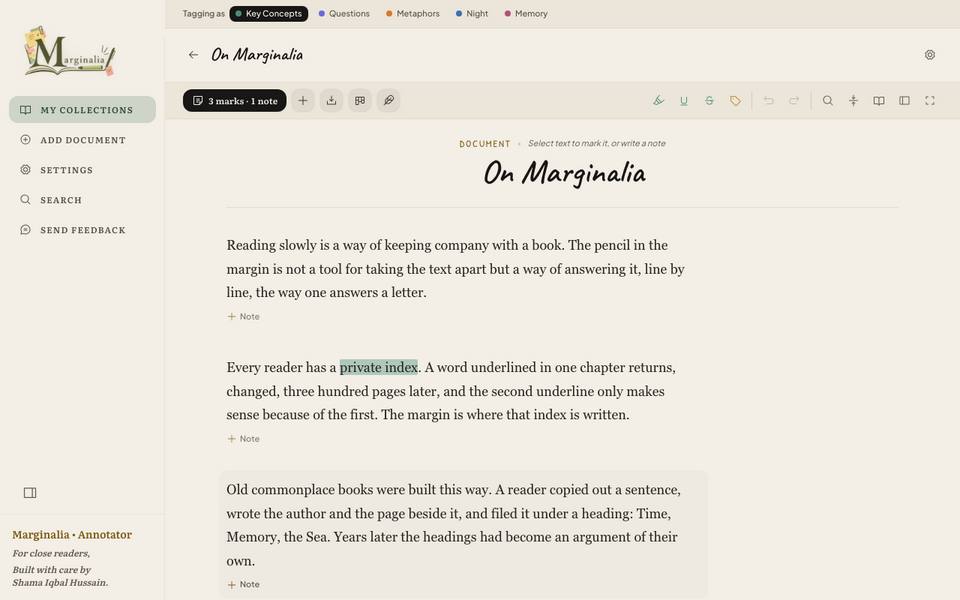 Marginalia
MY COLLECTIONS
ADD DOCUMENT
SETTINGS
SEARCH
SEND FEEDBACK
Marginalia • Annotator
For close readers,
Built with care by
Shama Iqbal Hussain.
Tagging as Key Concepts Questions Metaphors Night Memory
On Marginalia
3 marks · 1 note
DOCUMENT • Select text to mark it, or write a note
On Marginalia
Reading slowly is a way of keeping company with a book. The pencil in the
margin is not a tool for taking the text apart but a way of answering it, line by
line, the way one answers a letter.
+ Note
Every reader has a private index. A word underlined in one chapter returns,
changed, three hundred pages later, and the second underline only makes
sense because of the first. The margin is where that index is written.
+ Note
Old commonplace books were built this way. A reader copied out a sentence,
wrote the author and the page beside it, and filed it under a heading: Time,
Memory, the Sea. Years later the headings had become an argument of their
own.
+ Note